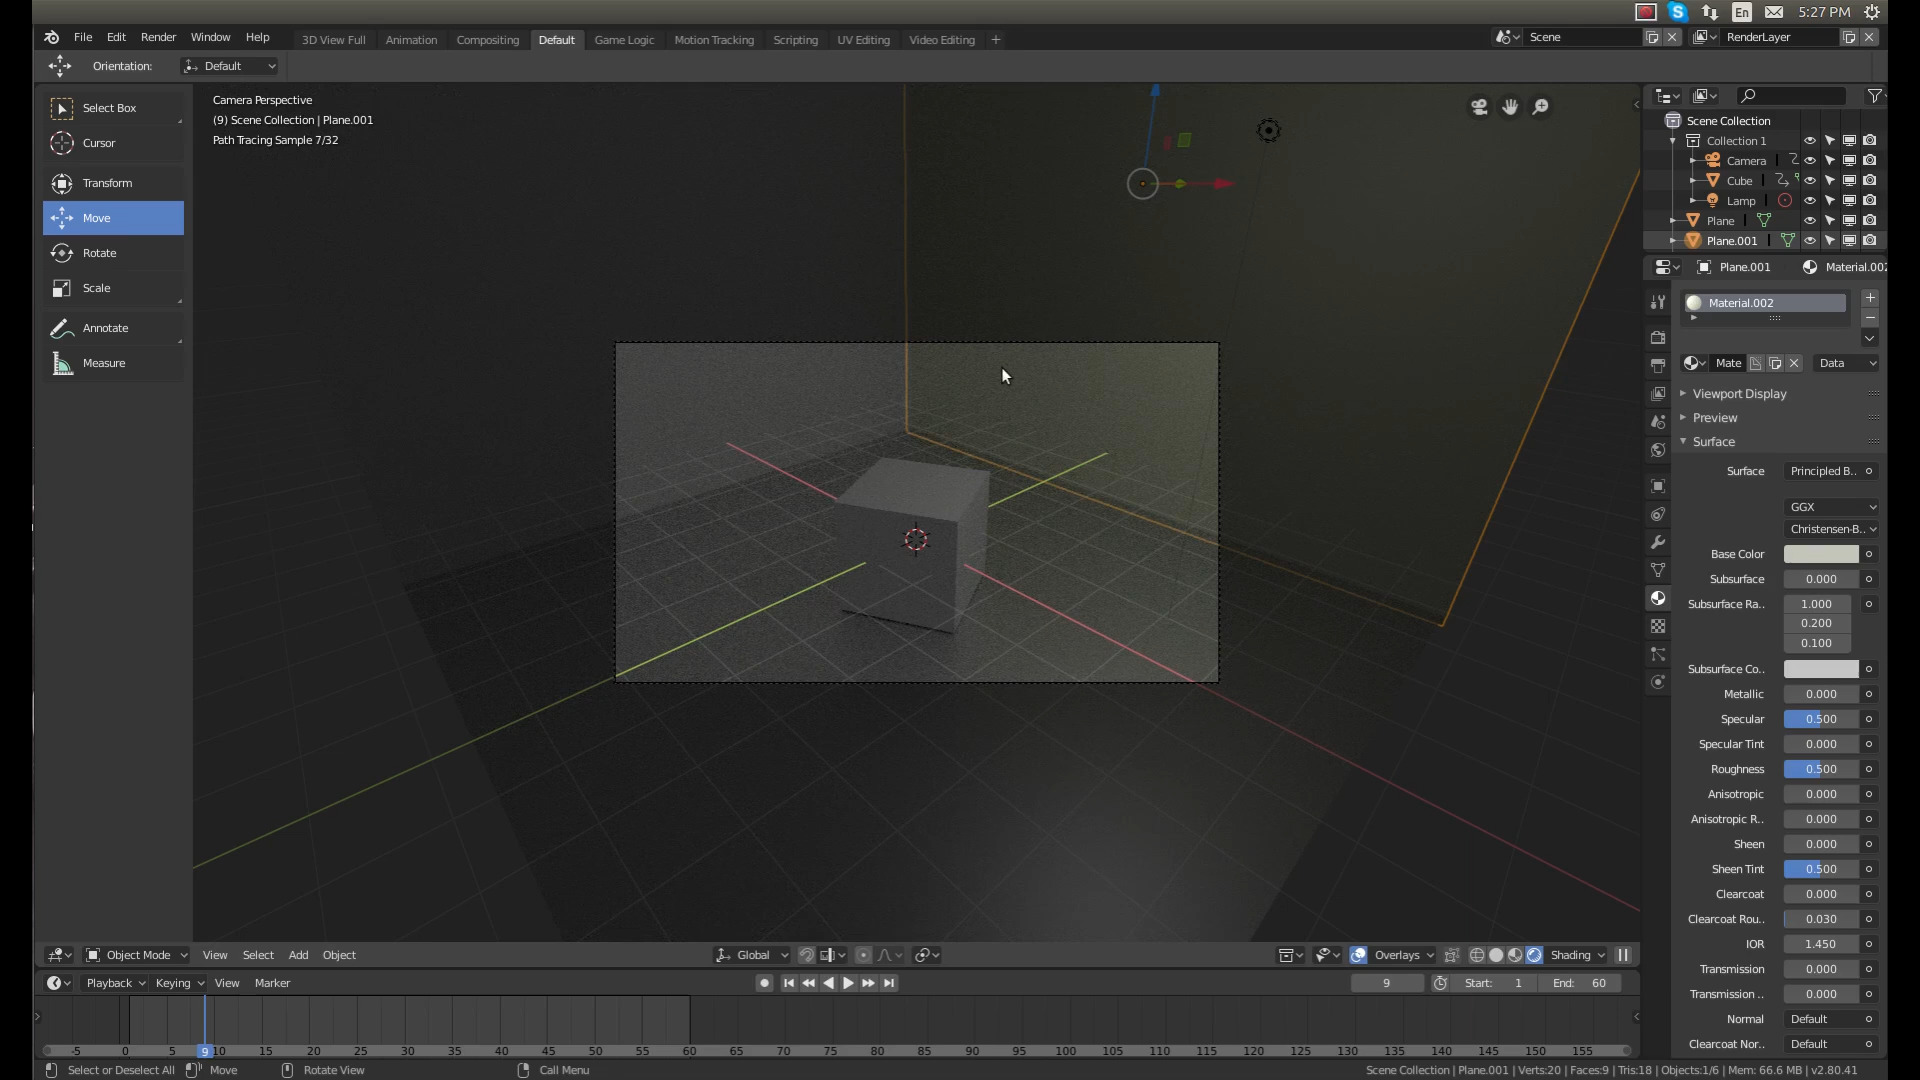 En
5:27 PM
File Edit Render Window Help
3D View Full Animation Compositing Default Game Logic Motion Tracking Scripting UV Editing Video Editing +
Scene
RenderLayer
Orientation: Default
Select Box
Cursor
Transform
Move
Rotate
Scale
Annotate
Measure
Camera Perspective
(9) Scene Collection | Plane.001
Path Tracing Sample 7/32
Scene Collection
Collection 1
Camera
Cube
Lamp
Plane
Plane.001
Plane.001 Material.002
Material.002
Mate Data
Viewport Display
Preview
Surface
Surface Principled B..
GGX
Christensen-B..
Base Color
Subsurface 0.000
Subsurface Ra.. 1.000
0.200
0.100
Subsurface Co..
Metallic 0.000
Specular 0.500
Specular Tint 0.000
Roughness 0.500
Anisotropic 0.000
Anisotropic R.. 0.000
Sheen 0.000
Sheen Tint 0.500
Clearcoat 0.000
Clearcoat Rou.. 0.030
IOR 1.450
Transmission 0.000
Transmission .. 0.000
Normal Default
Clearcoat Nor.. Default
Object Mode View Select Add Object
Global
Overlays
Shading
Playback Keying View Marker
9
Start: 1
End: 60
-5 0 5 9 10 15 20 25 30 35 40 45 50 55 60 65 70 75 80 85 90 95 100 105 110 115 120 125 130 135 140 145 150 155
Select or Deselect All Move Rotate View Call Menu
Scene Collection | Plane.001 | Verts:20 | Faces:9 | Tris:18 | Objects:1/6 | Mem: 66.6 MB | v2.80.41